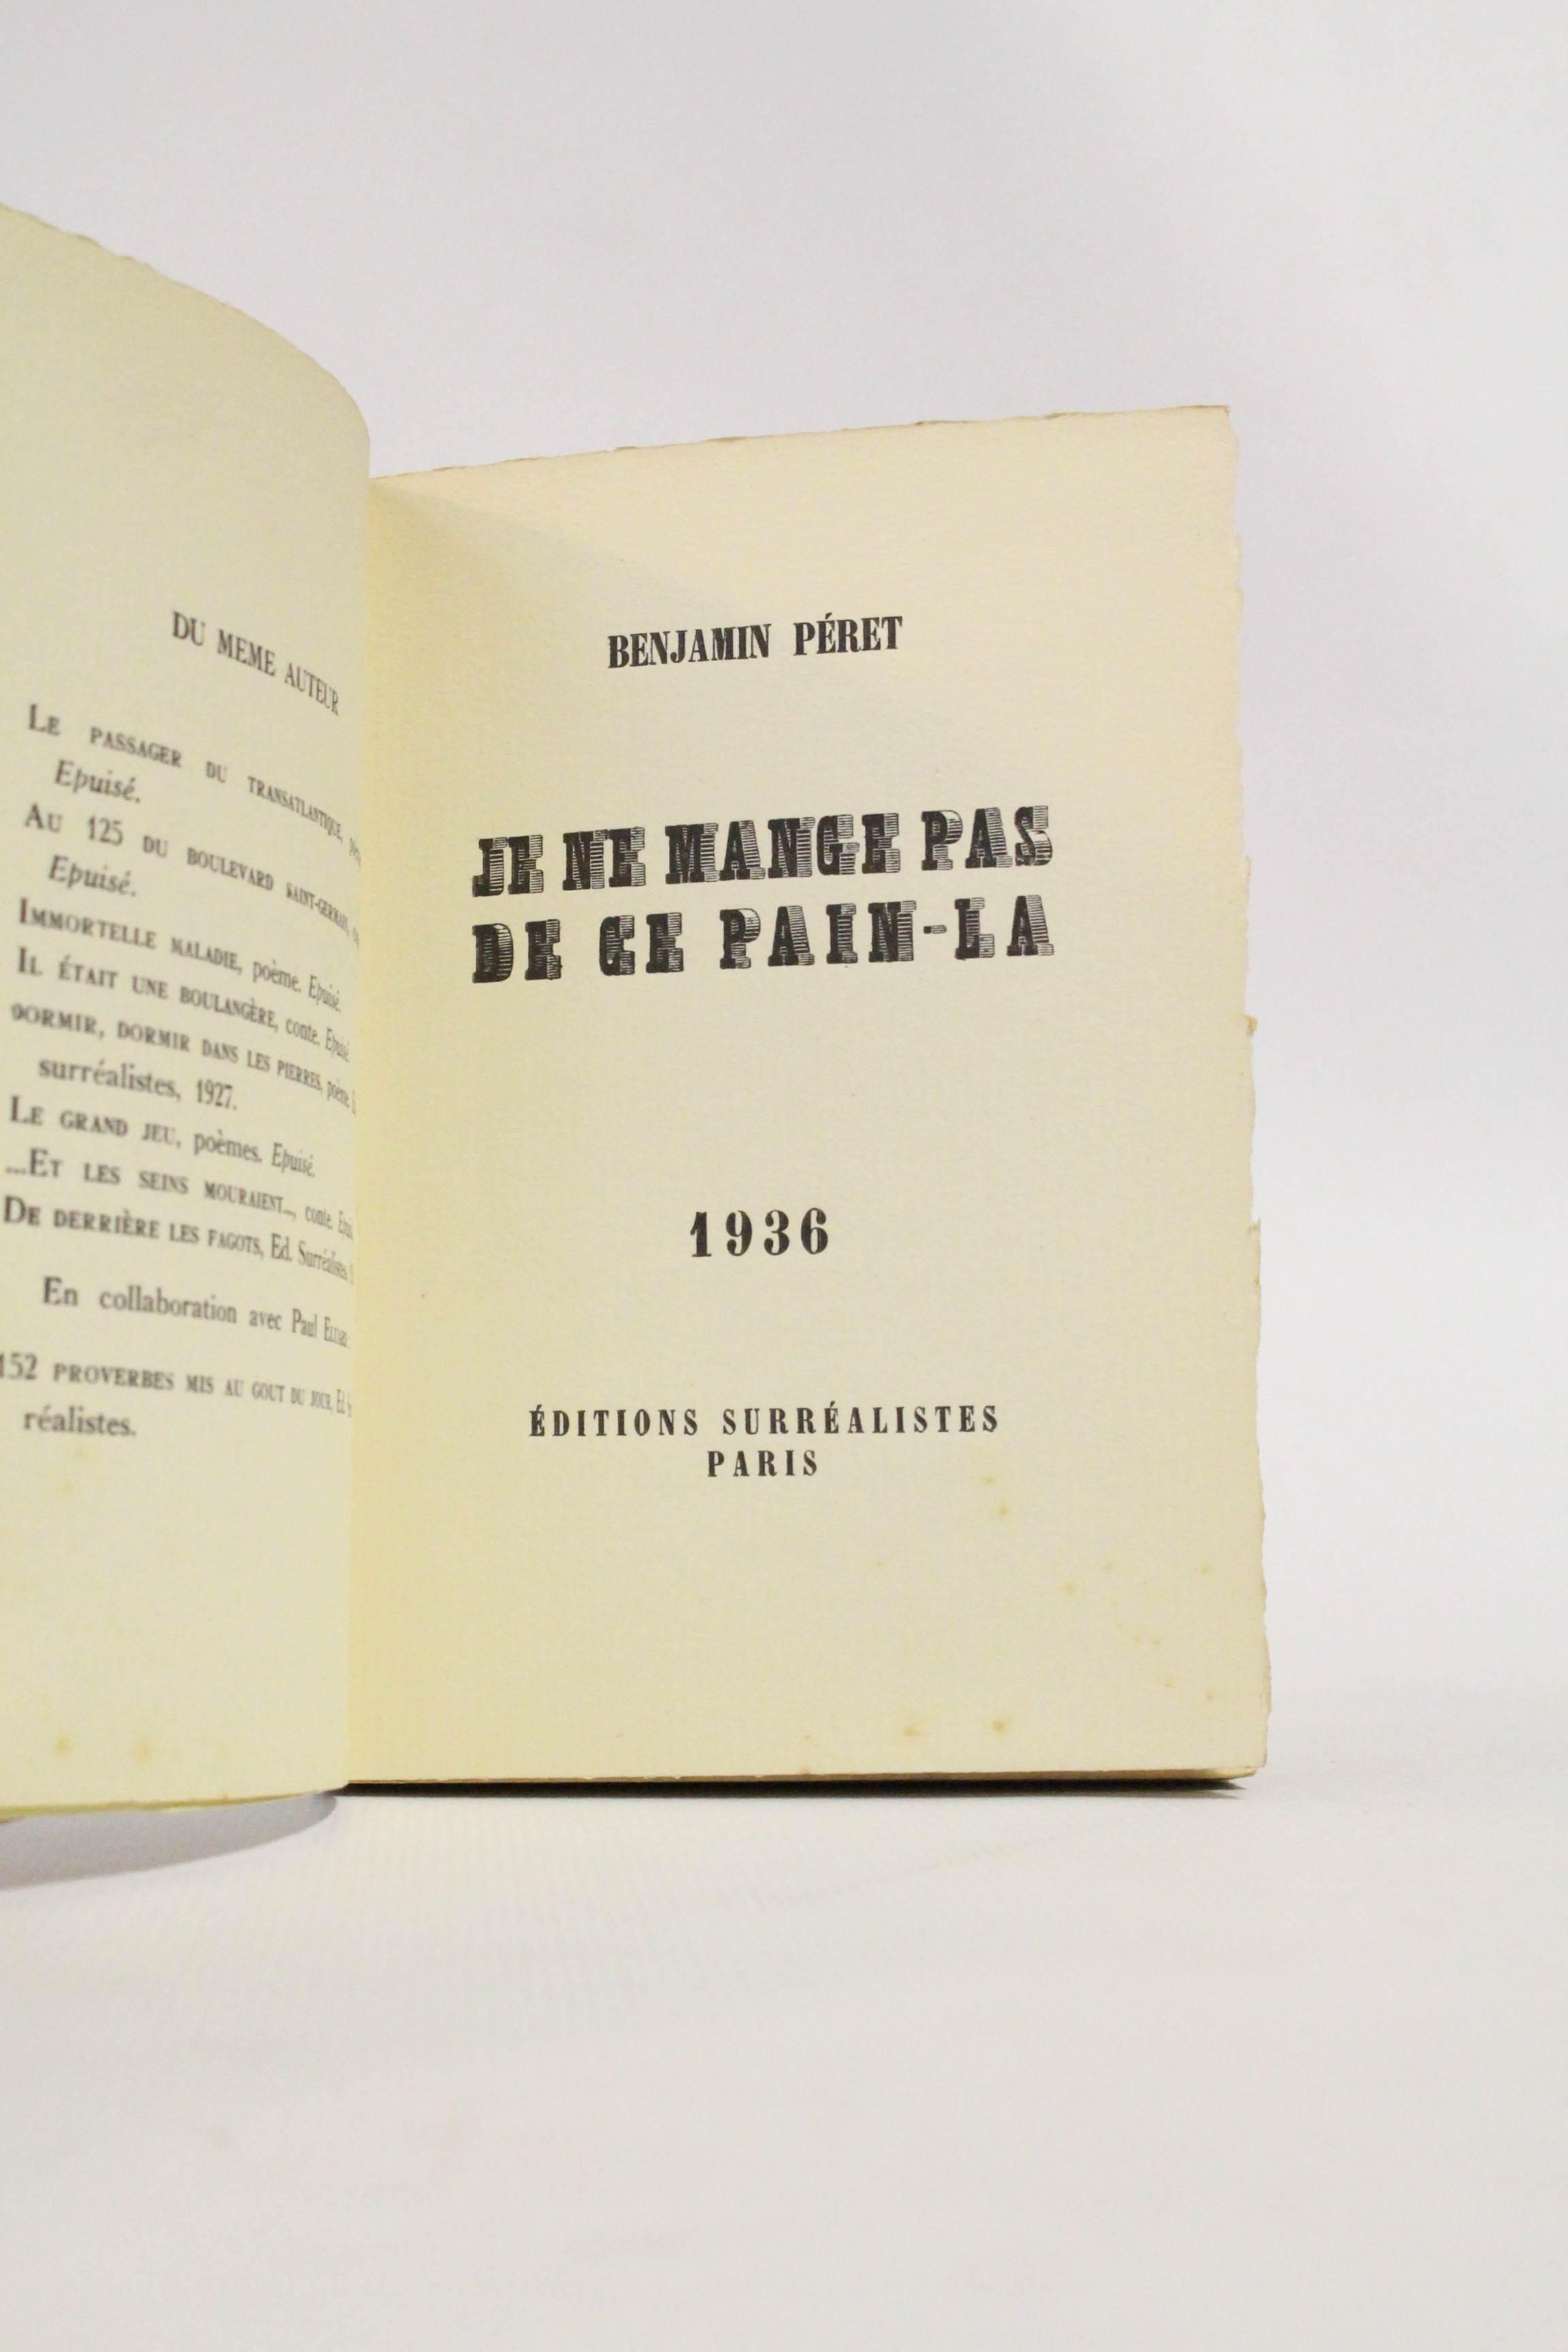 DU MEME AUTEUR
LE PASSAGER DU TRANSATLANTIQUE,
Epuisé.
AU 125 DU BOULEVARD SAINT-GERMAIN,
Epuisé.
IMMORTELLE MALADIE, poème. Epuisé.
IL ÉTAIT UNE BOULANGÈRE, conte. Epuisé
DORMIR, DORMIR DANS LES PIERRES, poème.
surréalistes, 1927.
LE GRAND JEU, poèmes. Epuisé.
...ET LES SEINS MOURAIENT..., conte.
DE DERRIÈRE LES FAGOTS, Ed. Surréalistes
En collaboration avec Paul
152 PROVERBES MIS AU GOUT DU JOUR, Ed.
réalistes.
BENJAMIN PÉRET
JE NE MANGE PAS
DE CE PAIN-LA
1936
ÉDITIONS SURRÉALISTES
PARIS